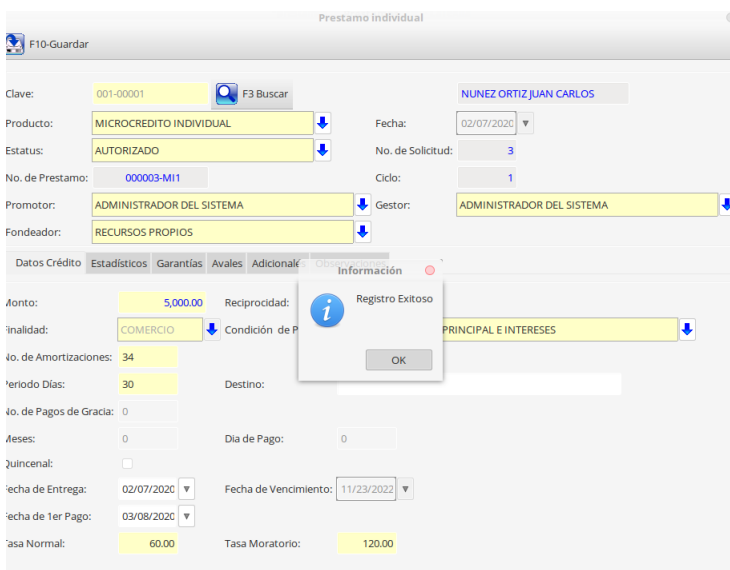 Prestamo individual
F10-Guardar
Clave: 001-00001 F3 Buscar NUNEZ ORTIZ JUAN CARLOS
Producto: MICROCREDITO INDIVIDUAL Fecha: 02/07/2020
Estatus: AUTORIZADO No. de Solicitud: 3
No. de Prestamo: 000003-MI1 Ciclo: 1
Promotor: ADMINISTRADOR DEL SISTEMA Gestor: ADMINISTRADOR DEL SISTEMA
Fondeador: RECURSOS PROPIOS
Datos Crédito Estadísticos Garantías Avales Adicionales Observaciones
Información
Registro Exitoso
OK
Monto: 5,000.00 Reciprocidad:
Finalidad: COMERCIO Condición de P PRINCIPAL E INTERESES
No. de Amortizaciones: 34
Periodo Días: 30 Destino:
No. de Pagos de Gracia: 0
Meses: 0 Dia de Pago: 0
Quincenal:
Fecha de Entrega: 02/07/2020 Fecha de Vencimiento: 11/23/2022
Fecha de 1er Pago: 03/08/2020
Tasa Normal: 60.00 Tasa Moratorio: 120.00